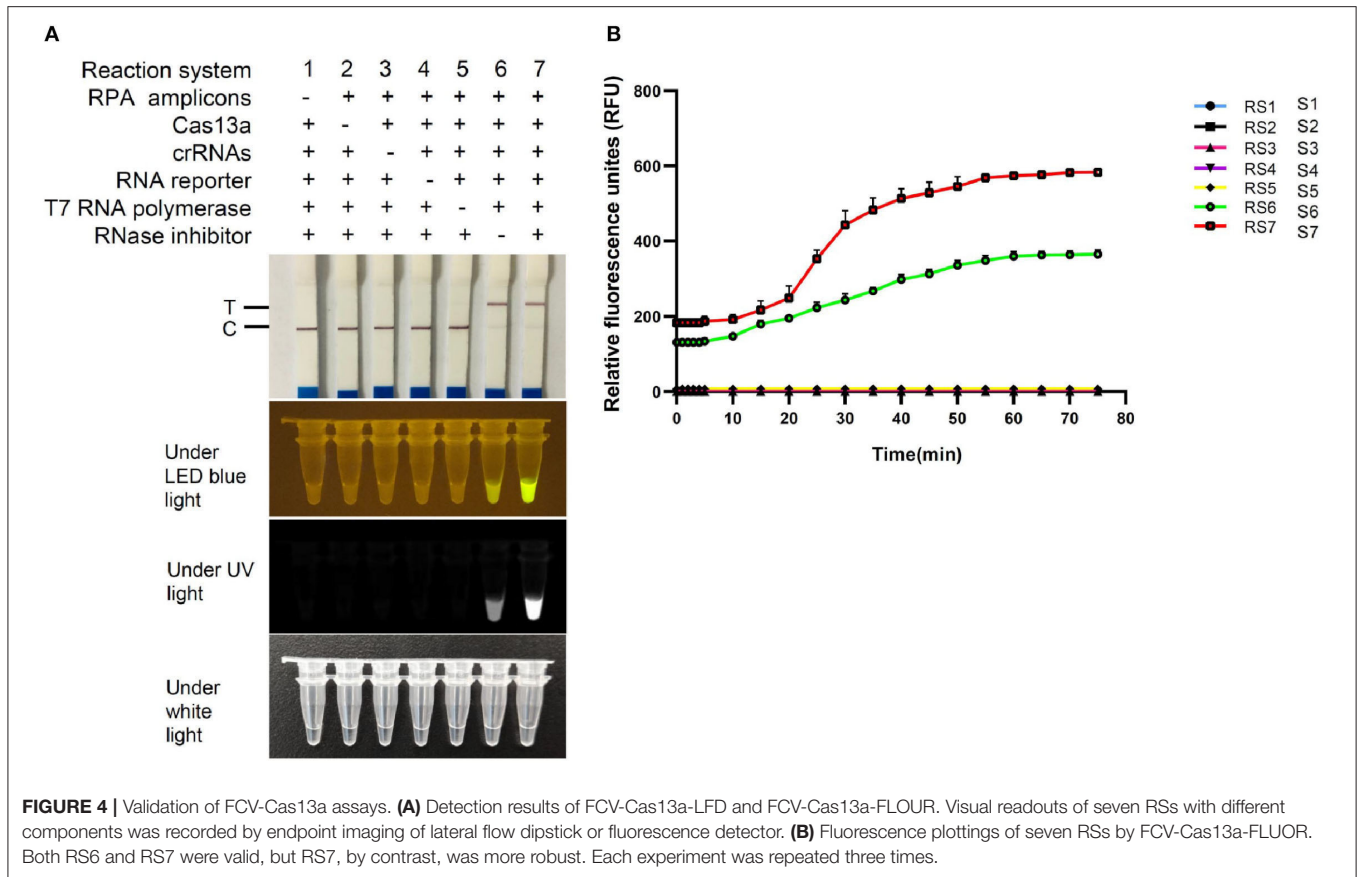 A
Reaction system 1 2 3 4 5 6 7
RPA amplicons - + + + + + +
Cas13a + - + + + + +
crRNAs + + - + + + +
RNA reporter + + + - + + +
T7 RNA polymerase + + + + - + +
RNase inhibitor + + + + + - +
T
C
Under
LED blue
light
Under UV
light
Under
white
light
B
Relative fluorescence unites (RFU)
800
600
400
200
0
0 10 20 30 40 50 60 70 80
Time(min)
RS1 S1
RS2 S2
RS3 S3
RS4 S4
RS5 S5
RS6 S6
RS7 S7
FIGURE 4 | Validation of FCV-Cas13a assays. (A) Detection results of FCV-Cas13a-LFD and FCV-Cas13a-FLOUR. Visual readouts of seven RSs with different
components was recorded by endpoint imaging of lateral flow dipstick or fluorescence detector. (B) Fluorescence plottings of seven RSs by FCV-Cas13a-FLUOR.
Both RS6 and RS7 were valid, but RS7, by contrast, was more robust. Each experiment was repeated three times.